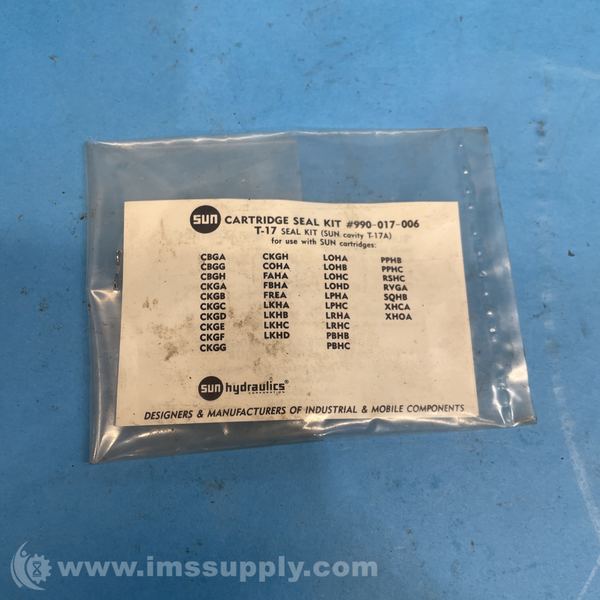 sun CARTRIDGE SEAL KIT #990-017-006
T-17 SEAL KIT (SUN cavity T-17A)
for use with SUN cartridges:
CBGA
CBGG
CBGH
CKGA
CKGB
CKGC
CKGD
CKGE
CKGF
CKGG
CKGH
COHA
FAHA
FBHA
FREA
LKHA
LKHB
LKHC
LKHD
LOHA
LOHB
LOHC
LOHD
LPHA
LPHC
LRHA
LRHC
PBHB
PBHC
PPHB
PPHC
RSHC
RVGA
SQHB
XHCA
XHOA
sun hydraulics®
CORPORATION
DESIGNERS & MANUFACTURERS OF INDUSTRIAL & MOBILE COMPONENTS
www.imssupply.com